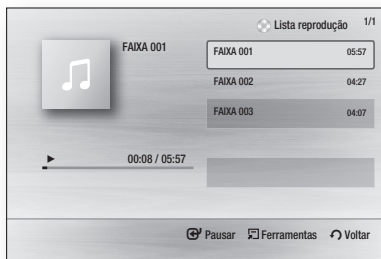 Lista reprodução 1/1
FAIXA 001
FAIXA 001 05:57
FAIXA 002 04:27
FAIXA 003 04:07
00:08 / 05:57
Pausar Ferramentas Voltar